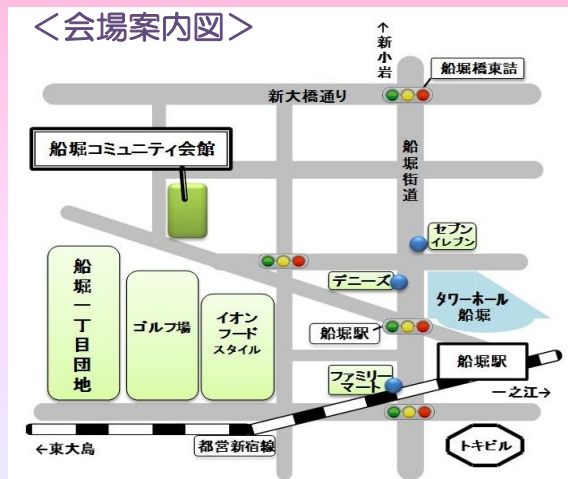 ＜会場案内図＞
↑新小岩
船堀橋東詰
新大橋通り
船堀コミュニティ会館
船堀街道
セブン
イレブン
デニーズ
タワーホール
船堀
船堀一丁目団地
ゴルフ場
イオン
フード
スタイル
船堀駅
船堀駅
ファミリー
マート
一之江→
←東大島
都営新宿線
トキビル